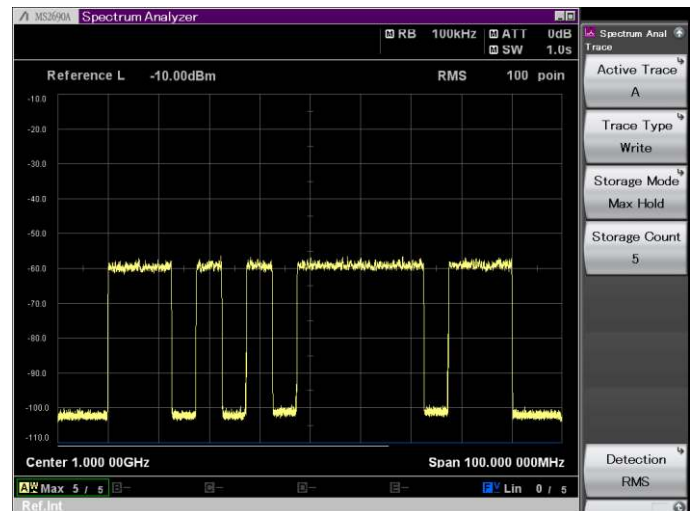 MS2690A Spectrum Analyzer
M RB 100kHz M ATT 0dB
M SW 1.0s
Reference L -10.00dBm RMS 100 poin
-10.0
-20.0
-30.0
-40.0
-50.0
-60.0
-70.0
-80.0
-90.0
-100.0
-110.0
Center 1.000 00GHz Span 100.000 000MHz
Max 5 / 5 Lin 0 / 5
Ref.Int
Spectrum Anal
Trace
Active Trace
A
Trace Type
Write
Storage Mode
Max Hold
Storage Count
5
Detection
RMS